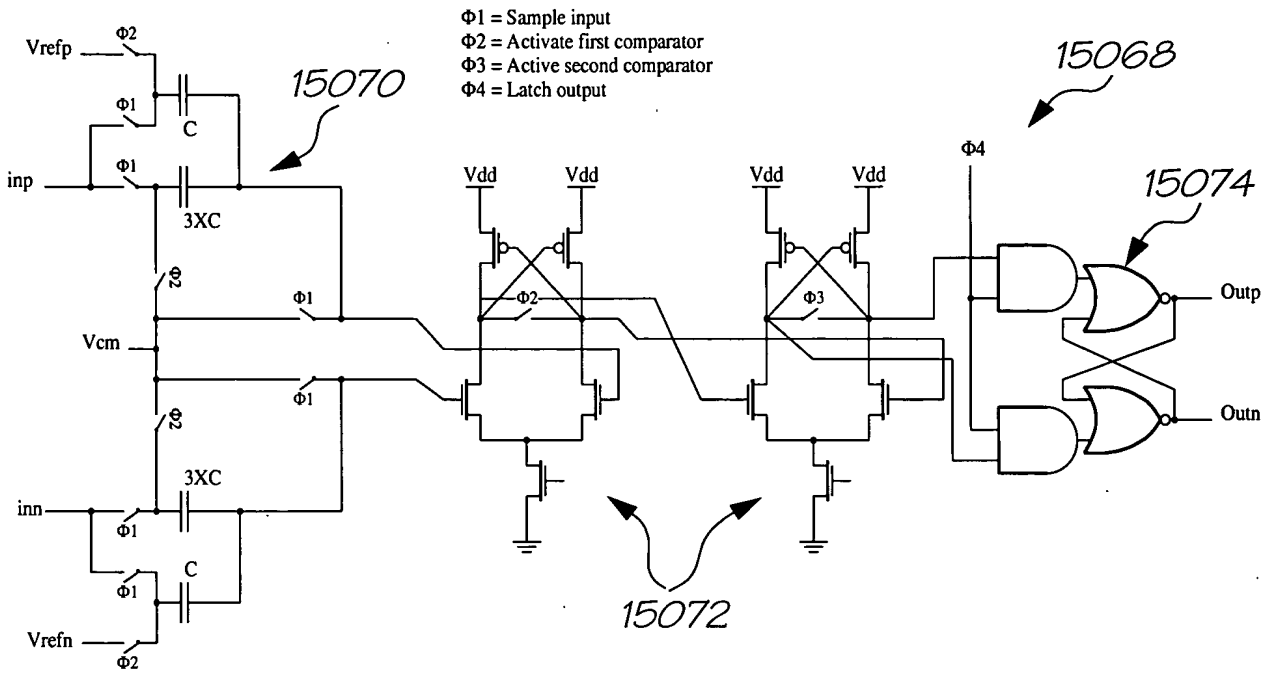 Φ1 = Sample input
Φ2 = Activate first comparator
Φ3 = Active second comparator
Φ4 = Latch output
15068
15070
15074
15072
Vrefp
Φ2
Φ1
C
inp
Φ1
3XC
Φ2
Φ1
Vcm
Φ1
Φ2
3XC
inn
Φ1
C
Φ1
Vrefn
Φ2
Vdd
Vdd
Φ2
Vdd
Vdd
Φ3
Φ4
Outp
Outn